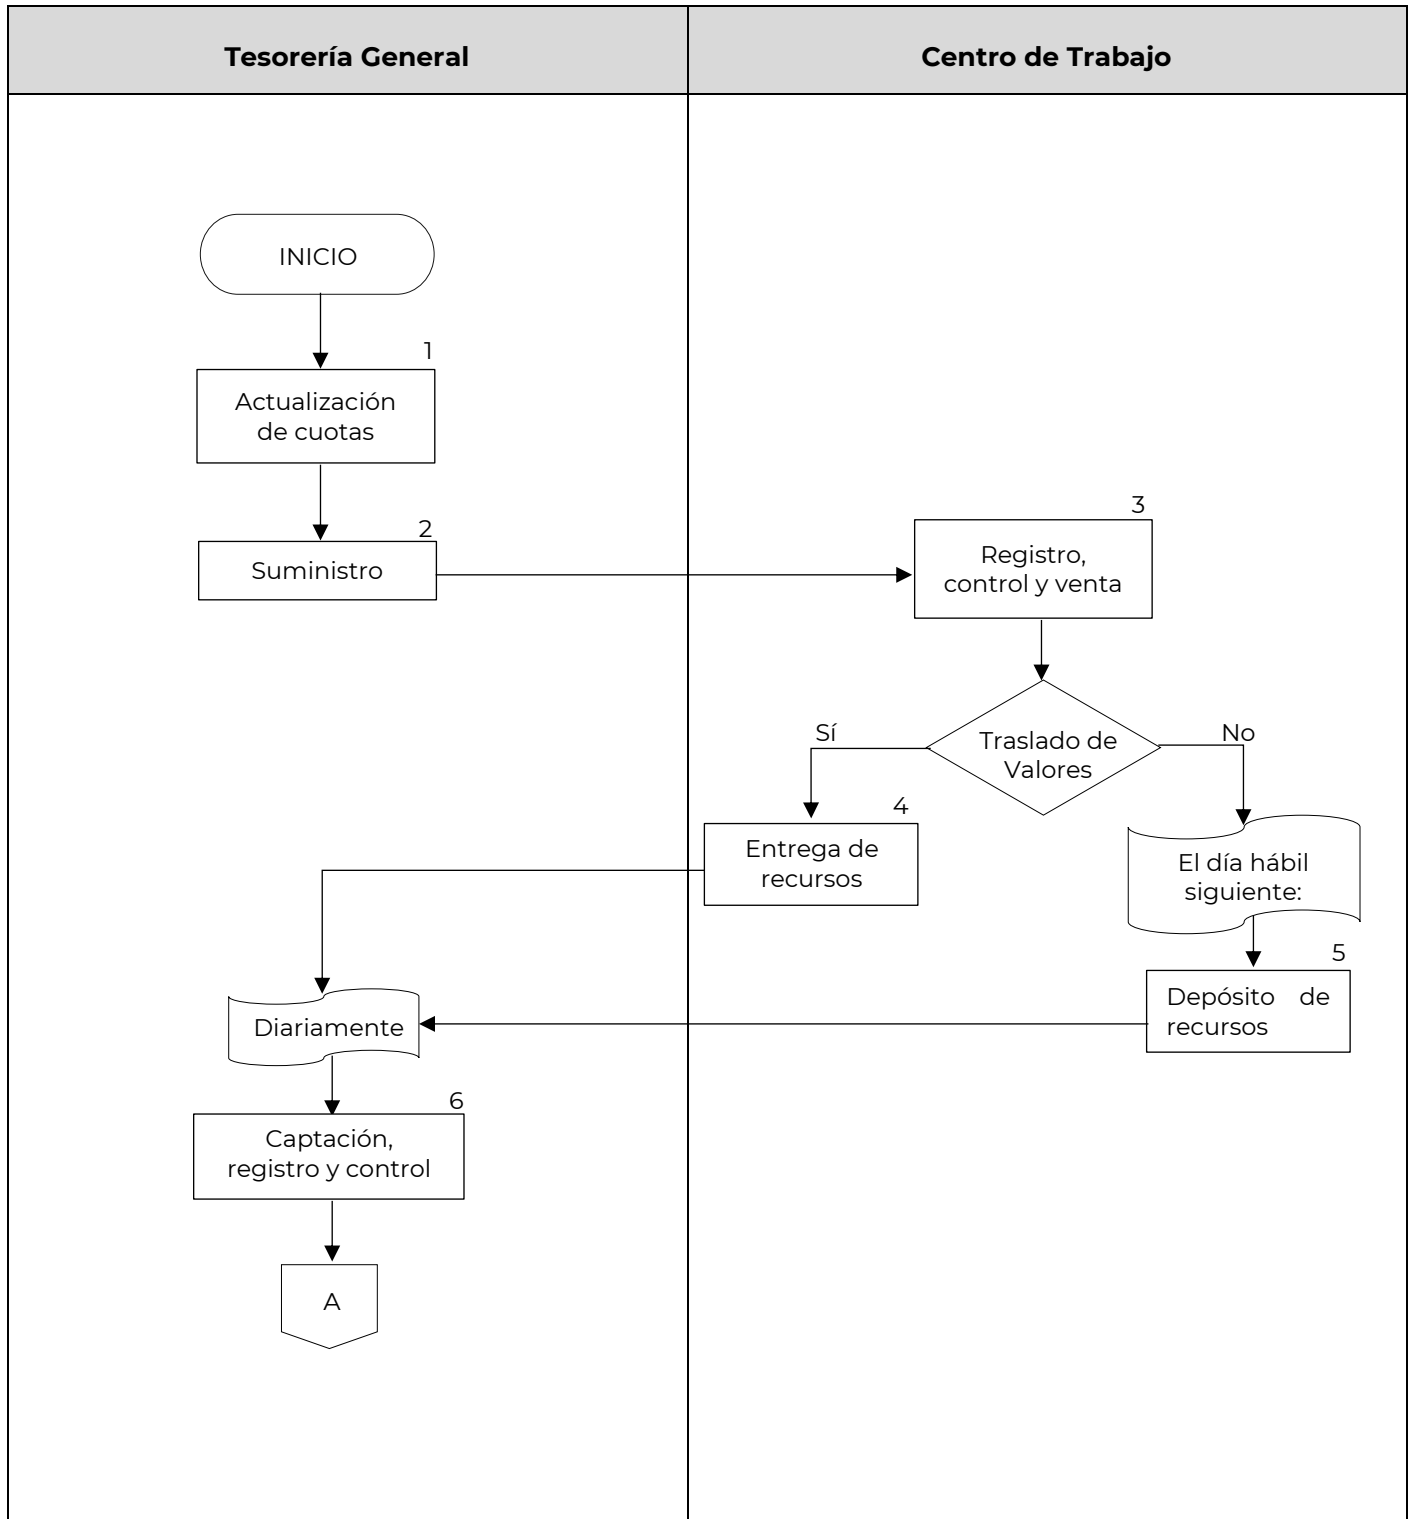 Tesorería General
Centro de Trabajo
INICIO
1
Actualización
de cuotas
2
Suministro
3
Registro,
control y venta
Traslado de
Valores
Sí
No
4
Entrega de
recursos
El día hábil
siguiente:
5
Depósito de
recursos
Diariamente
6
Captación,
registro y control
A